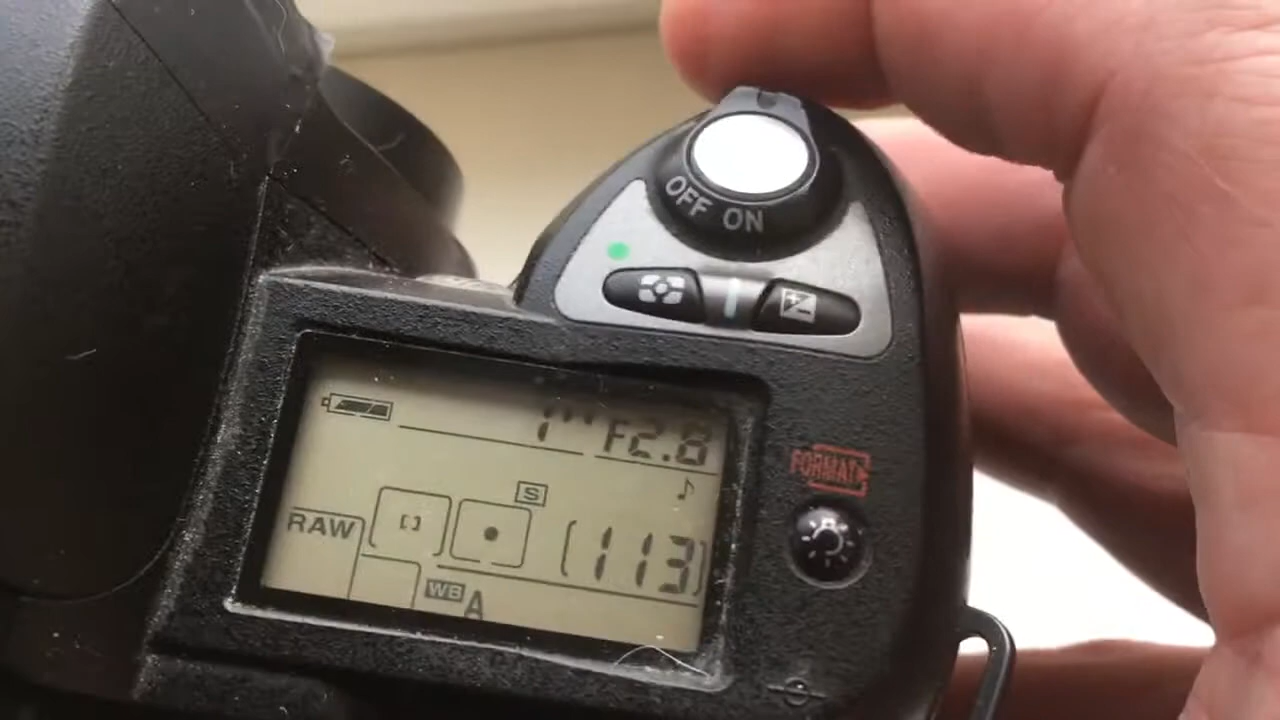 OFF ON
1" F2.8
FORMAT
S
RAW
[113]
WB A